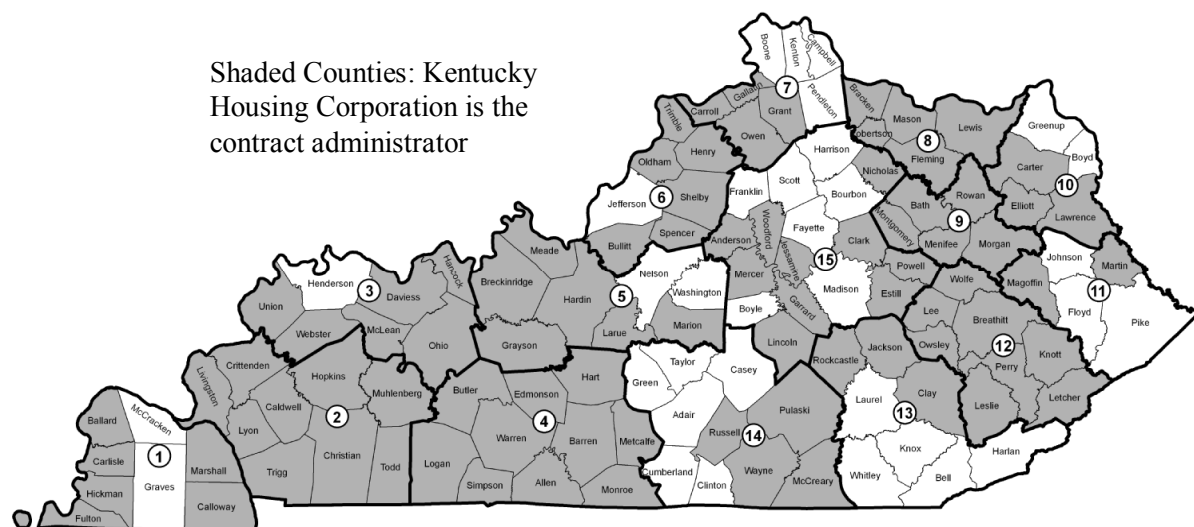 Shaded Counties: Kentucky
Housing Corporation is the
contract administrator
Boone
Kenton
Campbell
7
Gallatin
Carroll
Grant
Pendleton
Owen
Trimble
Henry
Oldham
Jefferson
6
Shelby
Spencer
Bullitt
Bracken
Mason
Robertson
8
Lewis
Fleming
Greenup
Boyd
Carter
10
Elliott
Lawrence
Rowan
Bath
9
Montgomery
Menifee
Morgan
Harrison
Nicholas
Scott
Franklin
Bourbon
Woodford
Fayette
Anderson
Jessamine
15
Clark
Mercer
Powell
Madison
Estill
Boyle
Garrard
Lincoln
Johnson
Martin
Magoffin
11
Floyd
Pike
Wolfe
Lee
Breathitt
Owsley
12
Knott
Perry
Leslie
Letcher
Meade
Breckinridge
Hardin
5
Nelson
Washington
Larue
Marion
Grayson
Henderson
3
Hancock
Daviess
Union
Webster
McLean
Ohio
Crittenden
Livingston
Hopkins
Muhlenberg
Caldwell
2
Lyon
Trigg
Christian
Todd
Butler
Edmonson
Hart
4
Warren
Barren
Metcalfe
Logan
Simpson
Allen
Monroe
Taylor
Green
Casey
Adair
Pulaski
Russell
14
Wayne
Cumberland
Clinton
McCreary
Rockcastle
Jackson
Laurel
Clay
13
Knox
Whitley
Bell
Harlan
Ballard
McCracken
1
Carlisle
Marshall
Graves
Hickman
Fulton
Calloway